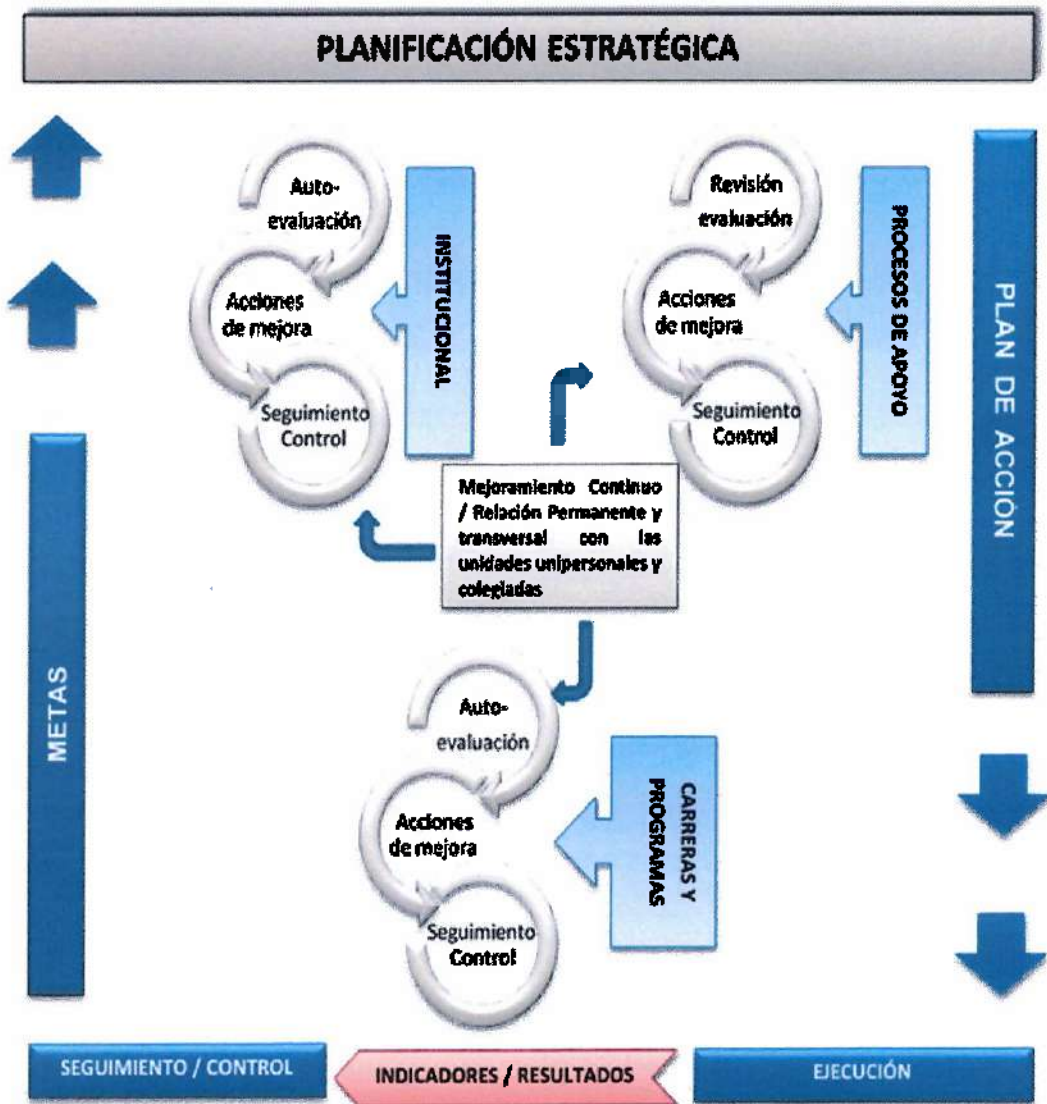 PLANIFICACIÓN ESTRATÉGICA
Auto-
evaluación
Acciones
de mejora
Seguimiento
Control
INSTITUCIONAL
Revisión
evaluación
Acciones
de mejora
Seguimiento
Control
PROCESOS DE APOYO
PLAN DE ACCIÓN
METAS
Mejoramiento Continuo
/ Relación Permanente y
transversal con las
unidades unipersonales y
colegiadas
Auto-
evaluación
Acciones
de mejora
Seguimiento
Control
CARRERAS Y
PROGRAMAS
SEGUIMIENTO / CONTROL
INDICADORES / RESULTADOS
EJECUCIÓN